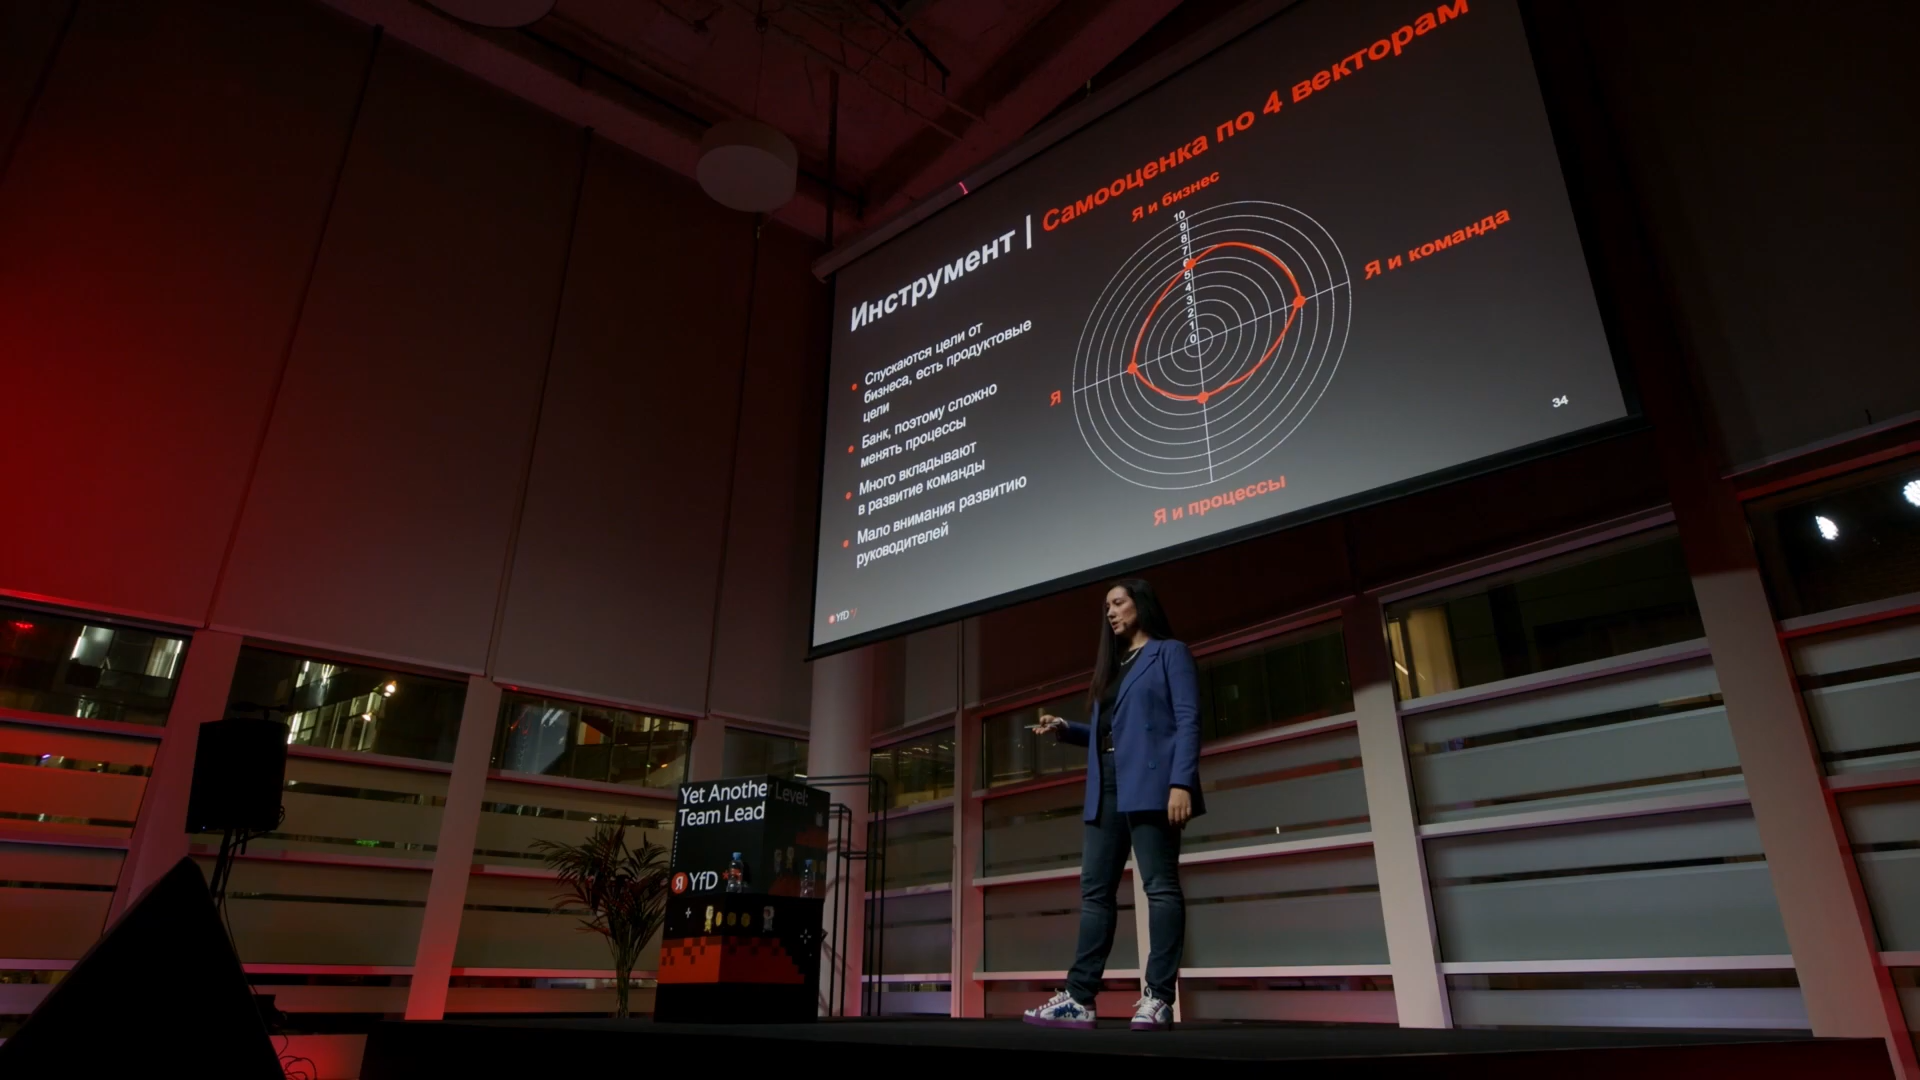 Инструмент | Самооценка по 4 векторам
Спускаются цели от
бизнеса, есть продуктовые
цели
Банк, поэтому сложно
менять процессы
Много вкладывают
в развитие команды
Мало внимания развитию
руководителей
Я и бизнес
10
9
8
7
6
5
4
3
2
1
0
Я и команда
Я
Я и процессы
34
Я YfD
Yet Another Level:
Team Lead
Я YfD